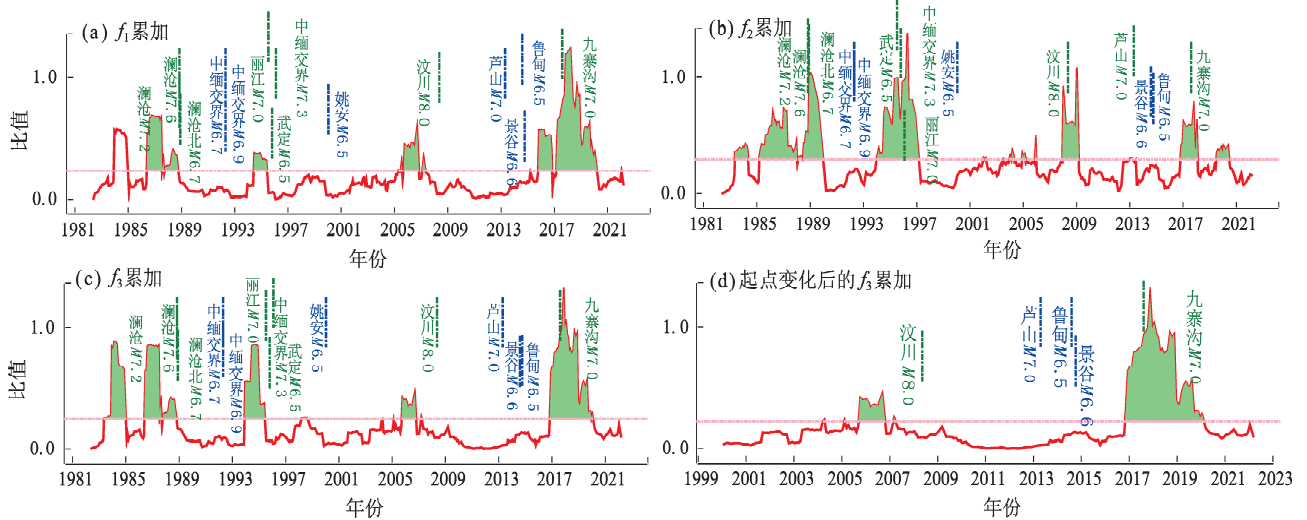 (a) f₁累加
比值
1.0
0.0
澜沧M7.2
澜沧M7.6
澜沧北M6.7
中缅交界M6.7
中缅交界M6.9
丽江M7.0
武定M6.5
中缅交界M7.3
姚安M6.5
汶川M8.0
芦山M7.0
景谷M6.6
鲁甸M6.5
九寨沟M7.0
1981 1985 1989 1993 1997 2001 2005 2009 2013 2017 2021
年份
(b) f₂累加
1.0
0.0
澜沧M7.2
澜沧M7.6
澜沧北M6.7
中缅交界M6.7
中缅交界M6.9
武定M6.5
中缅交界M7.3
丽江M7.0
姚安M6.5
汶川M8.0
芦山M7.0
景谷M6.6
鲁甸M6.5
九寨沟M7.0
1981 1985 1989 1993 1997 2001 2005 2009 2013 2017 2021
年份
(c) f₃累加
比值
1.0
0.0
澜沧M7.2
澜沧M7.6
澜沧北M6.7
中缅交界M6.7
中缅交界M6.9
丽江M7.0
中缅交界M7.3
武定M6.5
姚安M6.5
汶川M8.0
芦山M7.0
景谷M6.6
鲁甸M6.5
九寨沟M7.0
1981 1985 1989 1993 1997 2001 2005 2009 2013 2017 2021
年份
(d) 起点变化后的f₃累加
汶川M8.0
芦山M7.0
鲁甸M6.5
景谷M6.6
九寨沟M7.0
1999 2001 2003 2005 2007 2009 2011 2013 2015 2017 2019 2021 2023
年份